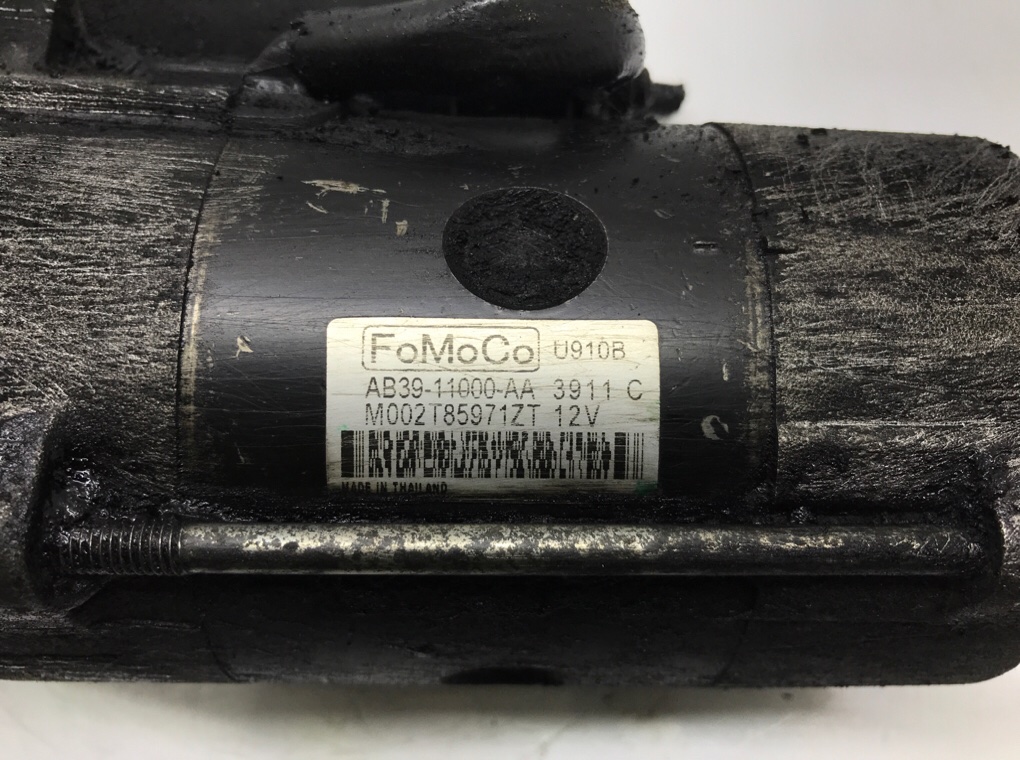 FoMoCo U910B
AB39-11000-AA 3911 C
M002T85971ZT 12V
MADE IN THAILAND